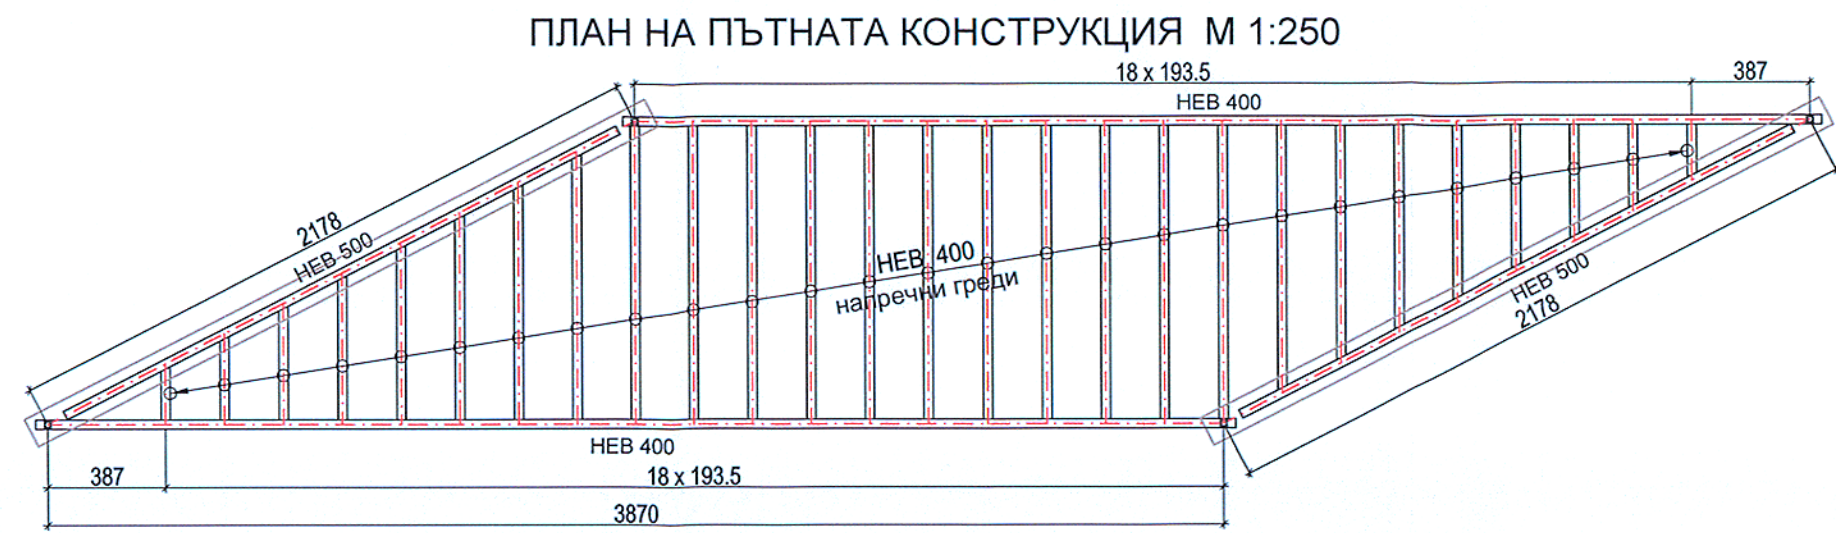 ПЛАН НА ПЪТНАТА КОНСТРУКЦИЯ М 1:250
18 x 193.5
387
HEB 400
2178
HEB 500
HEB 400
напречни греди
HEB 500
2178
HEB 400
387
18 x 193.5
3870